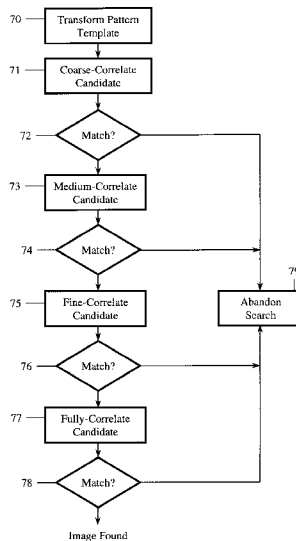 70
Transform Pattern
Template
71
Coarse-Correlate
Candidate
72
Match?
73
Medium-Correlate
Candidate
74
Match?
79
75
Fine-Correlate
Candidate
Abandon
Search
76
Match?
77
Fully-Correlate
Candidate
78
Match?
Image Found